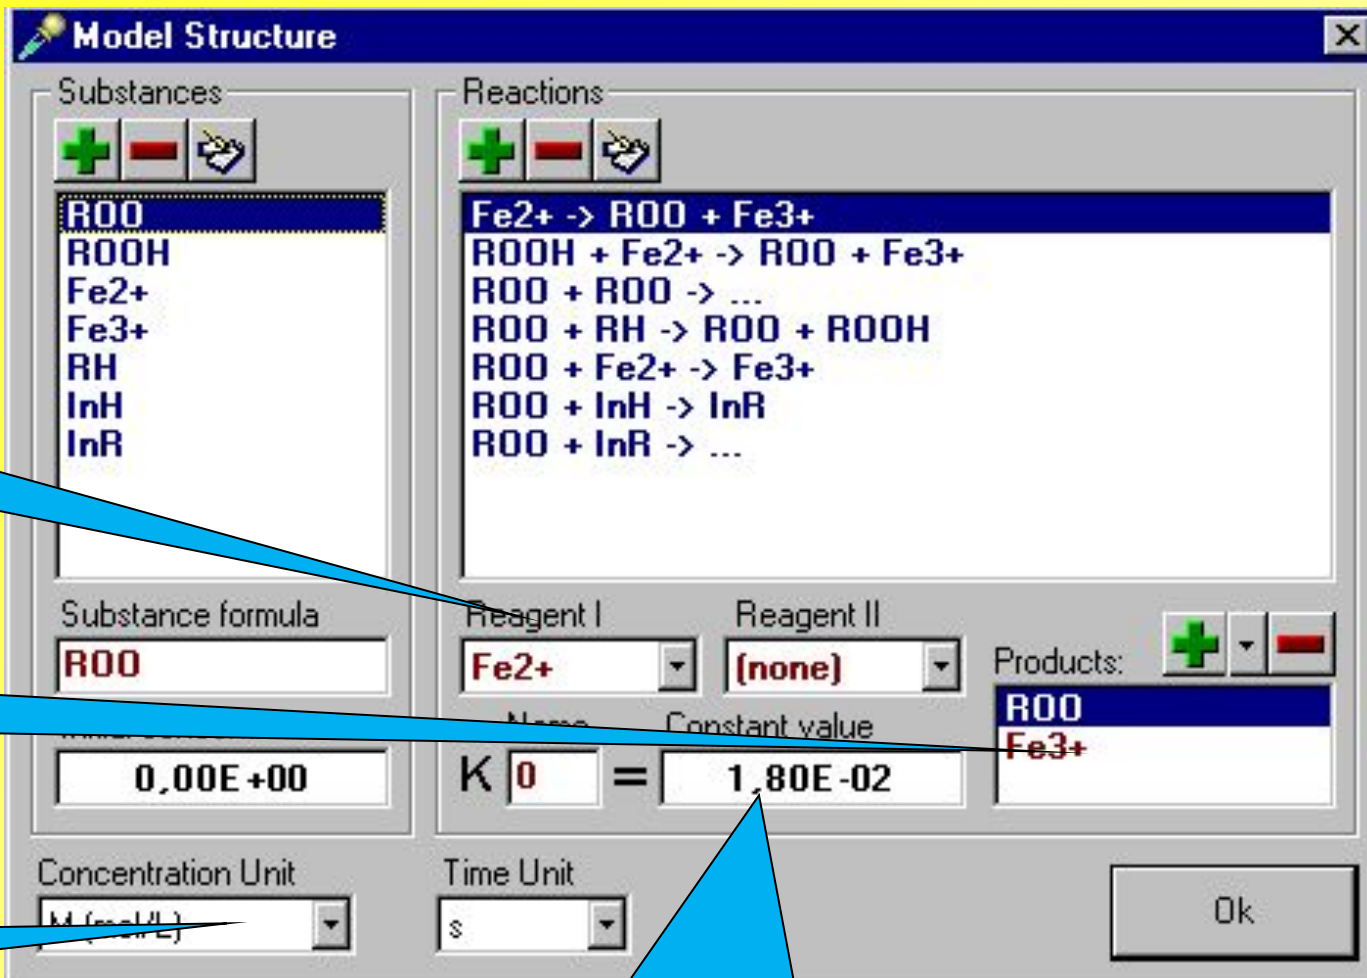 Model Structure
Substances
ROO
ROOH
Fe2+
Fe3+
RH
InH
InR
Substance formula
ROO
0,00E+00
Reactions
Fe2+ -> ROO + Fe3+
ROOH + Fe2+ -> ROO + Fe3+
ROO + ROO -> ...
ROO + RH -> ROO + ROOH
ROO + Fe2+ -> Fe3+
ROO + InH -> InR
ROO + InR -> ...
Reagent I
Reagent II
Fe2+
(none)
Name
Constant value
K 0 = 1,80E-02
Products:
ROO
Fe3+
Concentration Unit
M (mol/L)
Time Unit
s
Ok